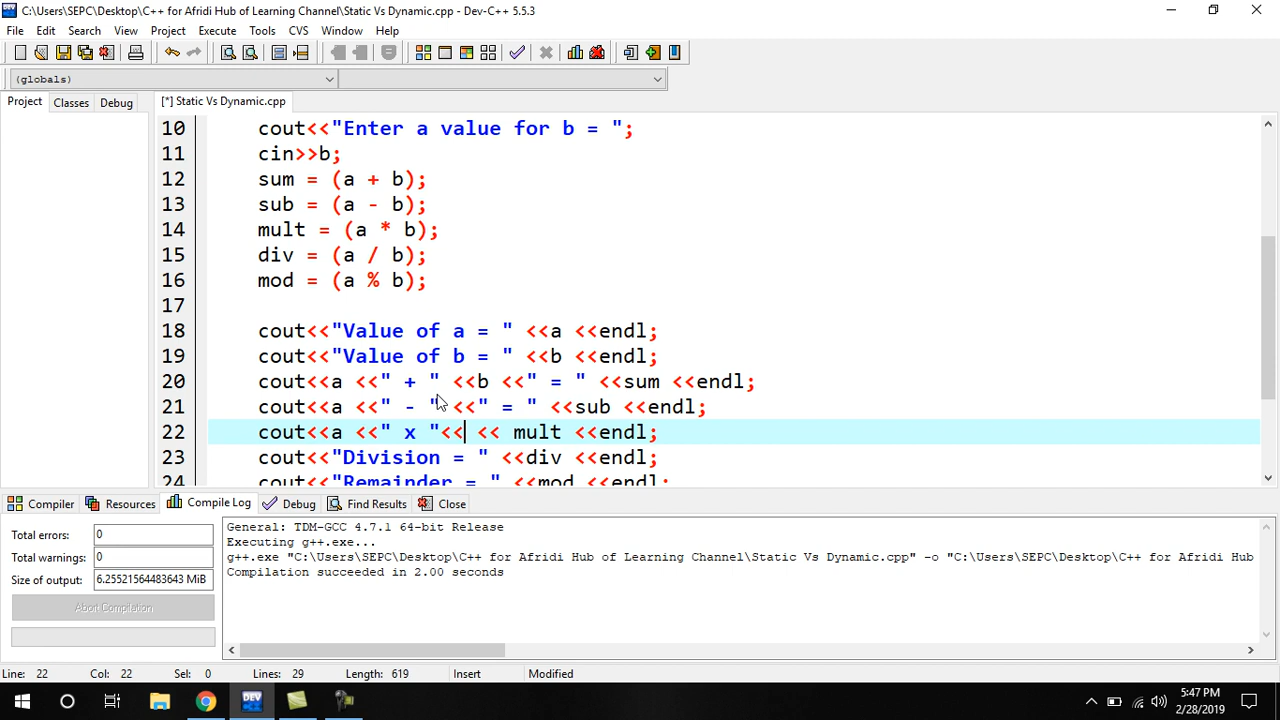 C:\Users\SEPC\Desktop\C++ for Afridi Hub of Learning Channel\Static Vs Dynamic.cpp - Dev-C++ 5.5.3
File Edit Search View Project Execute Tools CVS Window Help
(globals)
Project Classes Debug [*] Static Vs Dynamic.cpp
10 cout<<"Enter a value for b = ";
11 cin>>b;
12 sum = (a + b);
13 sub = (a - b);
14 mult = (a * b);
15 div = (a / b);
16 mod = (a % b);
17
18 cout<<"Value of a = " <<a <<endl;
19 cout<<"Value of b = " <<b <<endl;
20 cout<<a <<" + " <<b <<" = " <<sum <<endl;
21 cout<<a <<" - " <<" = " <<sub <<endl;
22 cout<<a <<" x "<< << mult <<endl;
23 cout<<"Division = " <<div <<endl;
24 cout<<"Remainder = " <<mod <<endl;
Compiler Resources Compile Log Debug Find Results Close
Total errors: 0
Total warnings: 0
Size of output: 6.25521564483643 MiB
Abort Compilation
General: TDM-GCC 4.7.1 64-bit Release
Executing g++.exe...
g++.exe "C:\Users\SEPC\Desktop\C++ for Afridi Hub of Learning Channel\Static Vs Dynamic.cpp" -o "C:\Users\SEPC\Desktop\C++ for Afridi Hub
Compilation succeeded in 2.00 seconds
Line: 22 Col: 22 Sel: 0 Lines: 29 Length: 619 Insert Modified
DEV
5:47 PM
2/28/2019